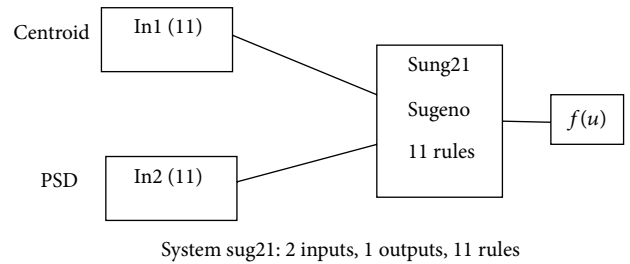 Centroid
In1 (11)
Sung21
Sugeno
11 rules
f(u)
PSD
In2 (11)
System sug21: 2 inputs, 1 outputs, 11 rules